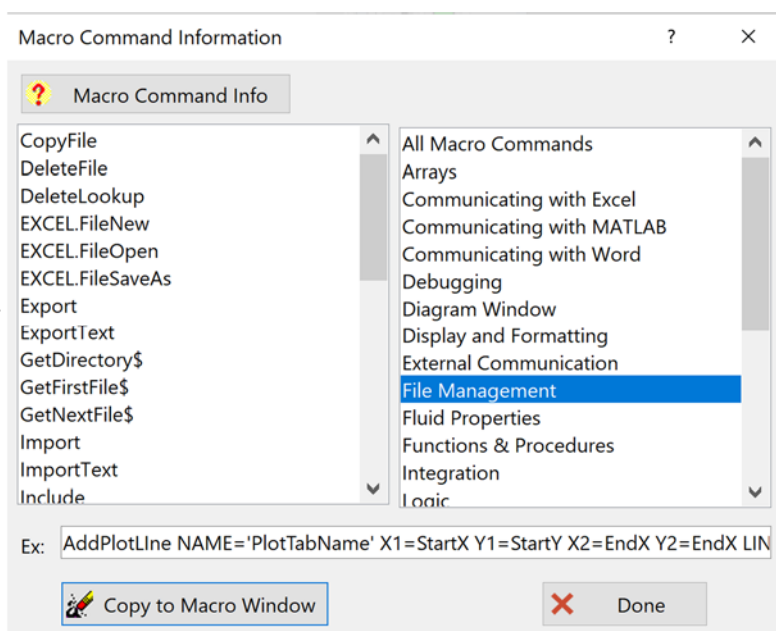 Macro Command Information ? ×
? Macro Command Info
CopyFile
DeleteFile
DeleteLookup
EXCEL.FileNew
EXCEL.FileOpen
EXCEL.FileSaveAs
Export
ExportText
GetDirectory$
GetFirstFile$
GetNextFile$
Import
ImportText
Include
All Macro Commands
Arrays
Communicating with Excel
Communicating with MATLAB
Communicating with Word
Debugging
Diagram Window
Display and Formatting
External Communication
File Management
Fluid Properties
Functions & Procedures
Integration
Logic
Ex: AddPlotLIne NAME='PlotTabName' X1=StartX Y1=StartY X2=EndX Y2=EndX LIN
Copy to Macro Window
Done